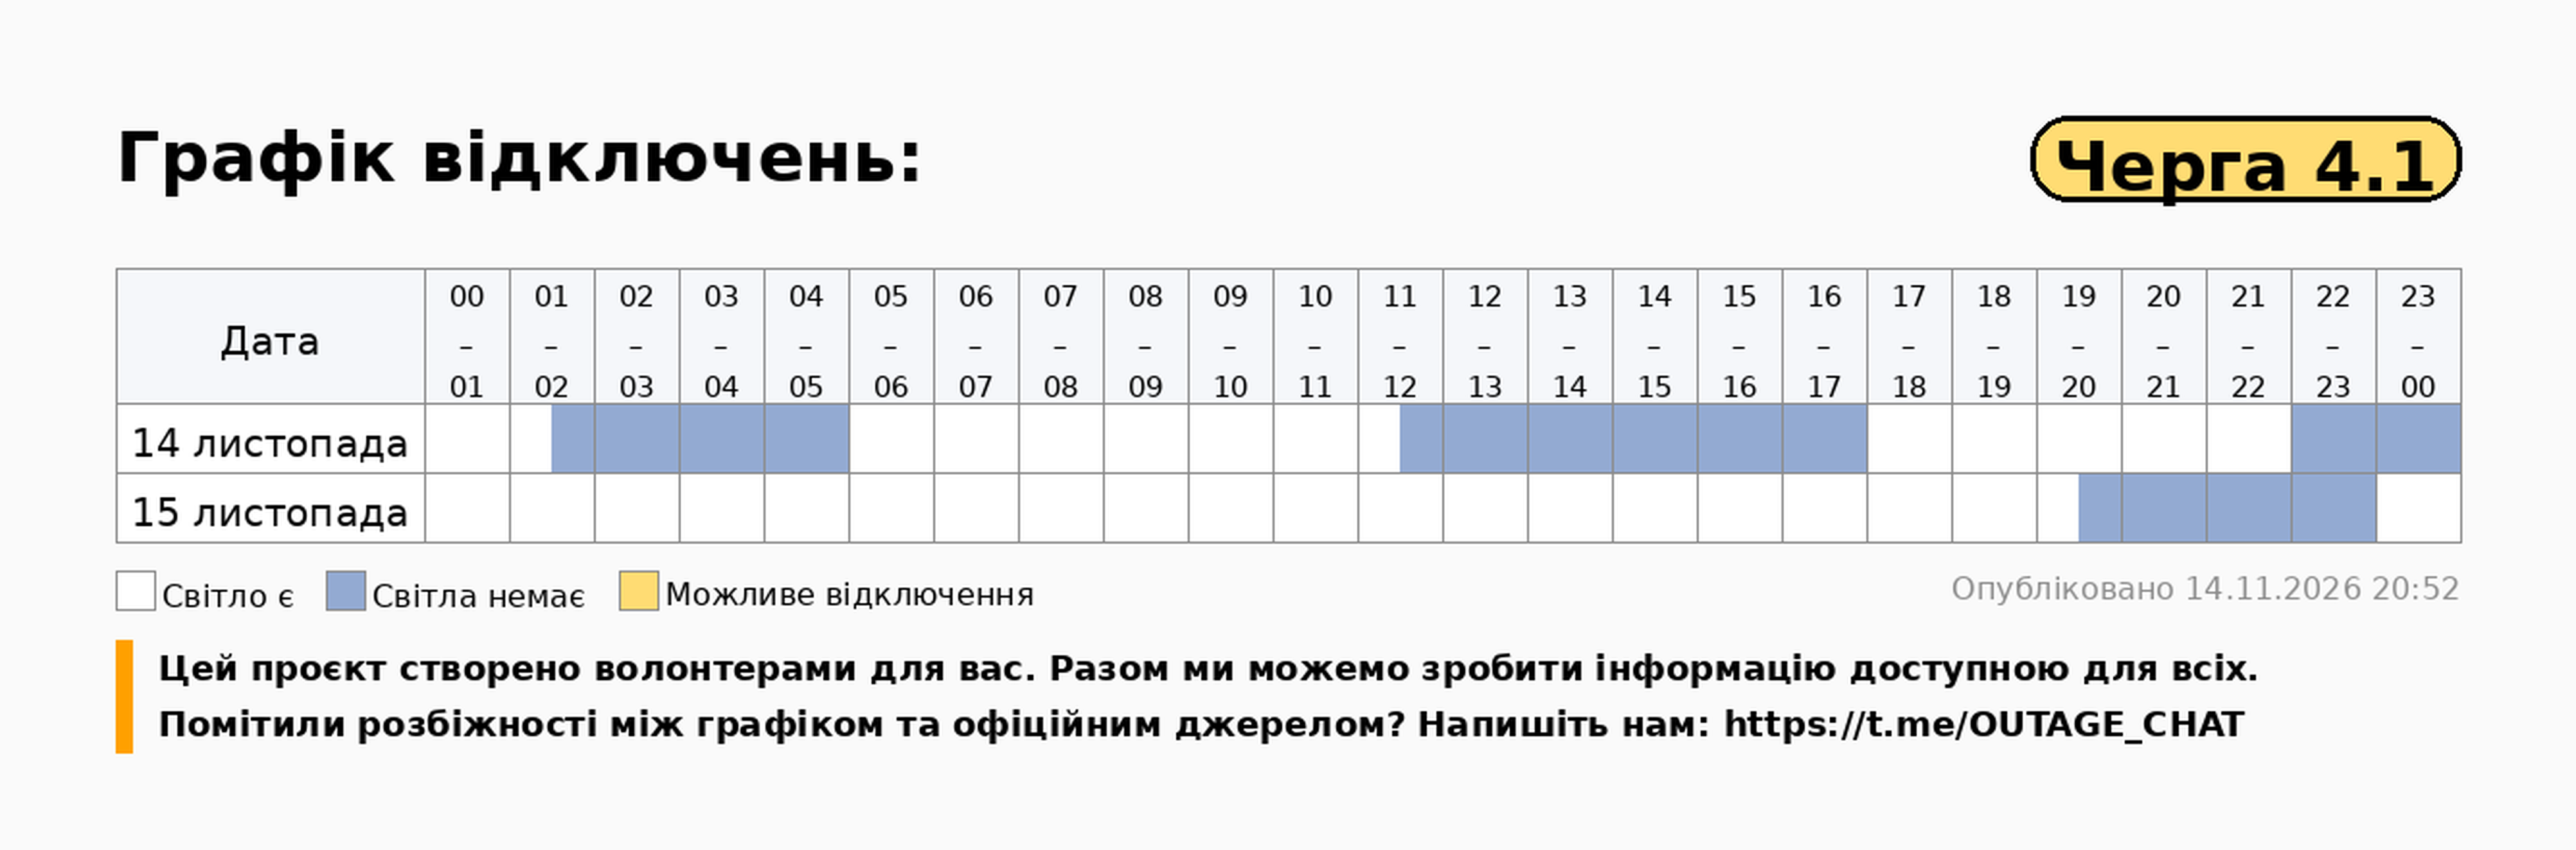 Графік відключень:
Черга 4.1
Дата 00 – 01 01 – 02 02 – 03 03 – 04 04 – 05 05 – 06 06 – 07 07 – 08 08 – 09 09 – 10 10 – 11 11 – 12 12 – 13 13 – 14 14 – 15 15 – 16 16 – 17 17 – 18 18 – 19 19 – 20 20 – 21 21 – 22 22 – 23 23 – 00
14 листопада
15 листопада
Світло є Світла немає Можливе відключення
Опубліковано 14.11.2026 20:52
Цей проєкт створено волонтерами для вас. Разом ми можемо зробити інформацію доступною для всіх.
Помітили розбіжності між графіком та офіційним джерелом? Напишіть нам: https://t.me/OUTAGE_CHAT